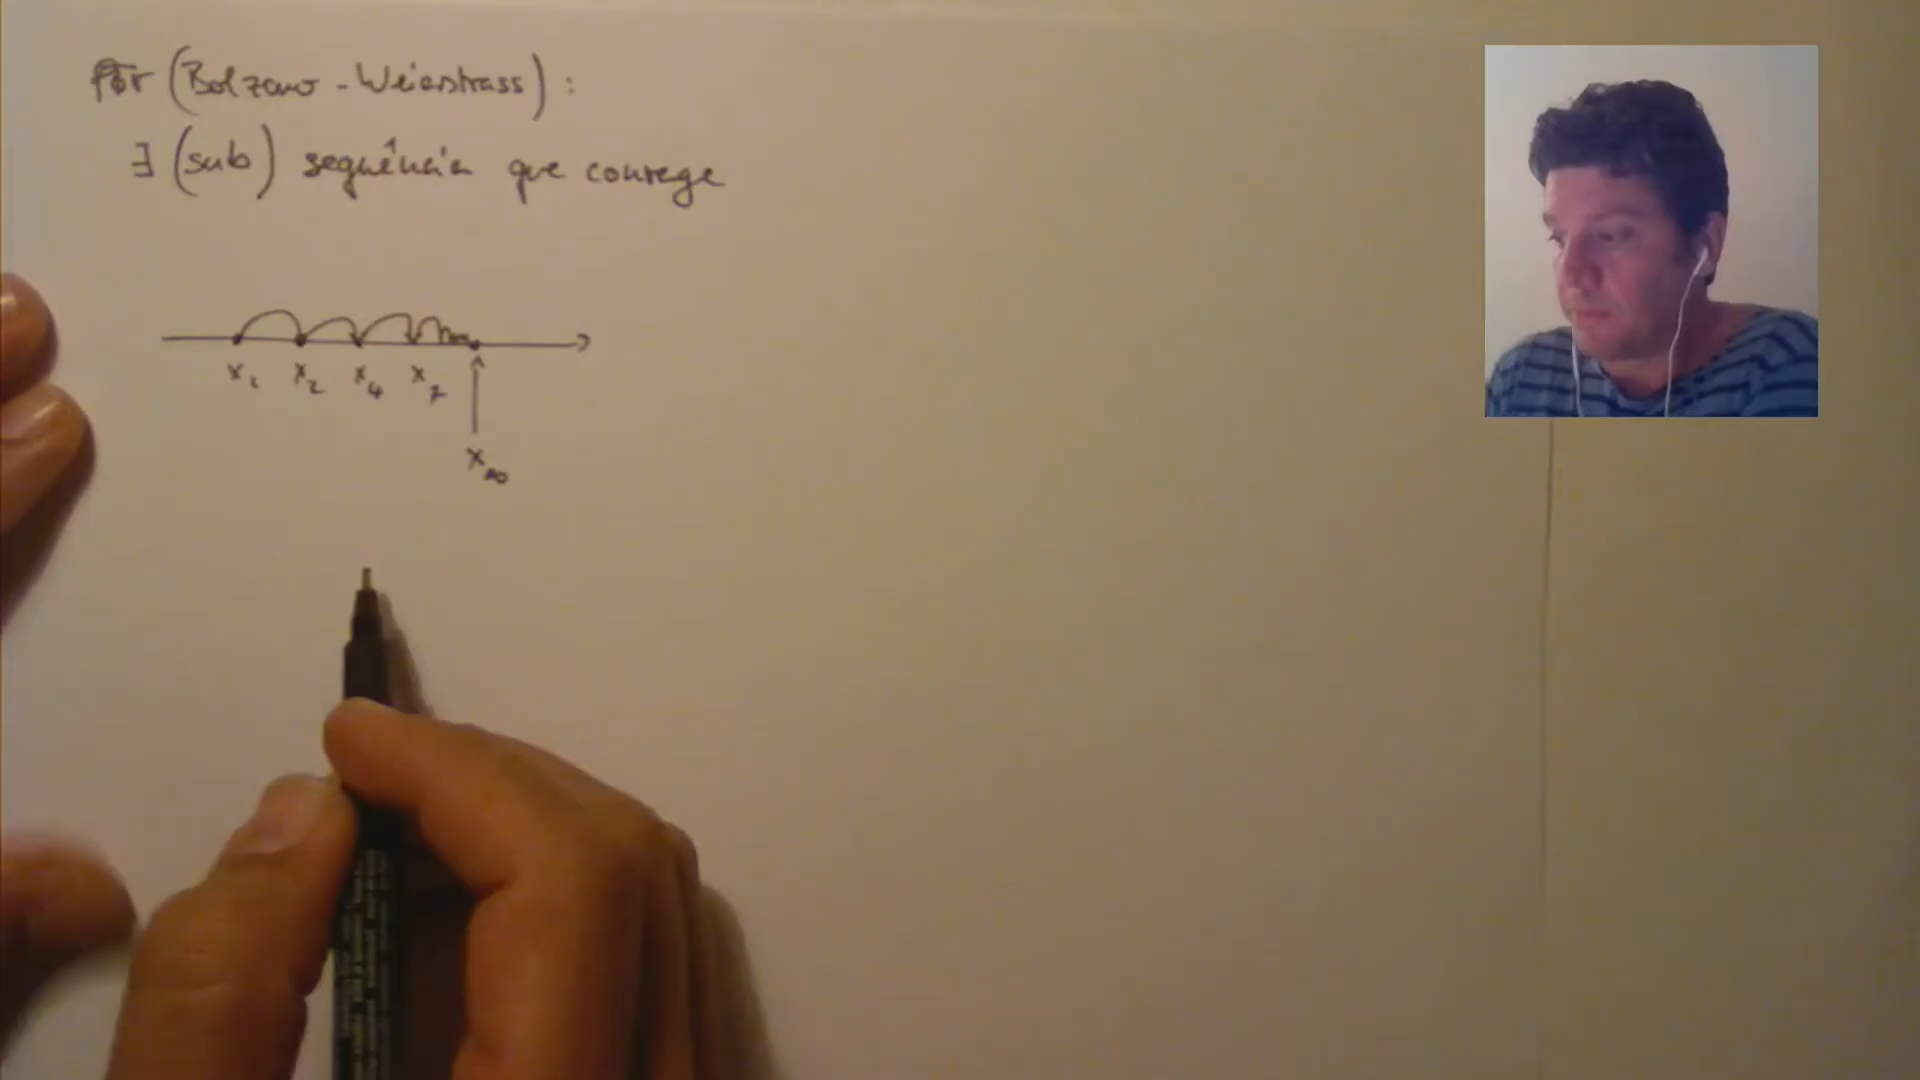 Por (Bolzano - Weierstrass) :
∃ (sub) sequência que converge
x₁ x₂ x₄ x₇
x∞